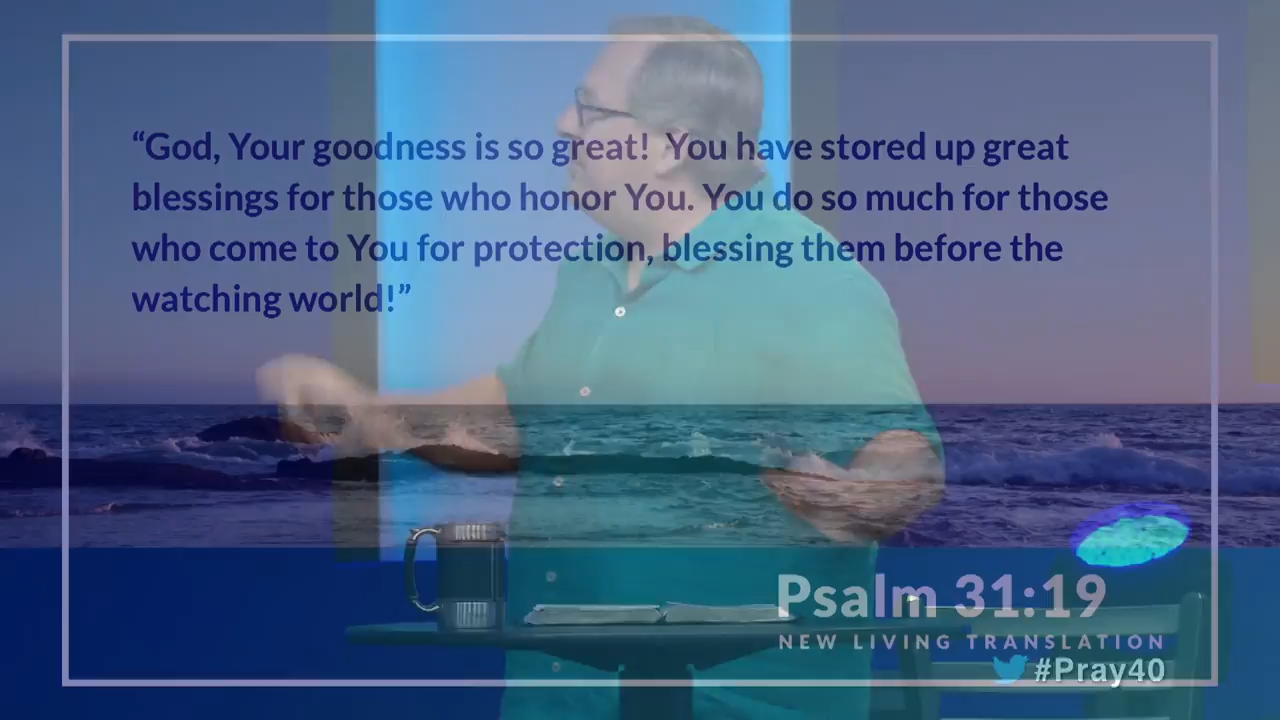 “God, Your goodness is so great!  You have stored up great
blessings for those who honor You. You do so much for those
who come to You for protection, blessing them before the
watching world!”
Psalm 31:19
NEW LIVING TRANSLATION
#Pray40